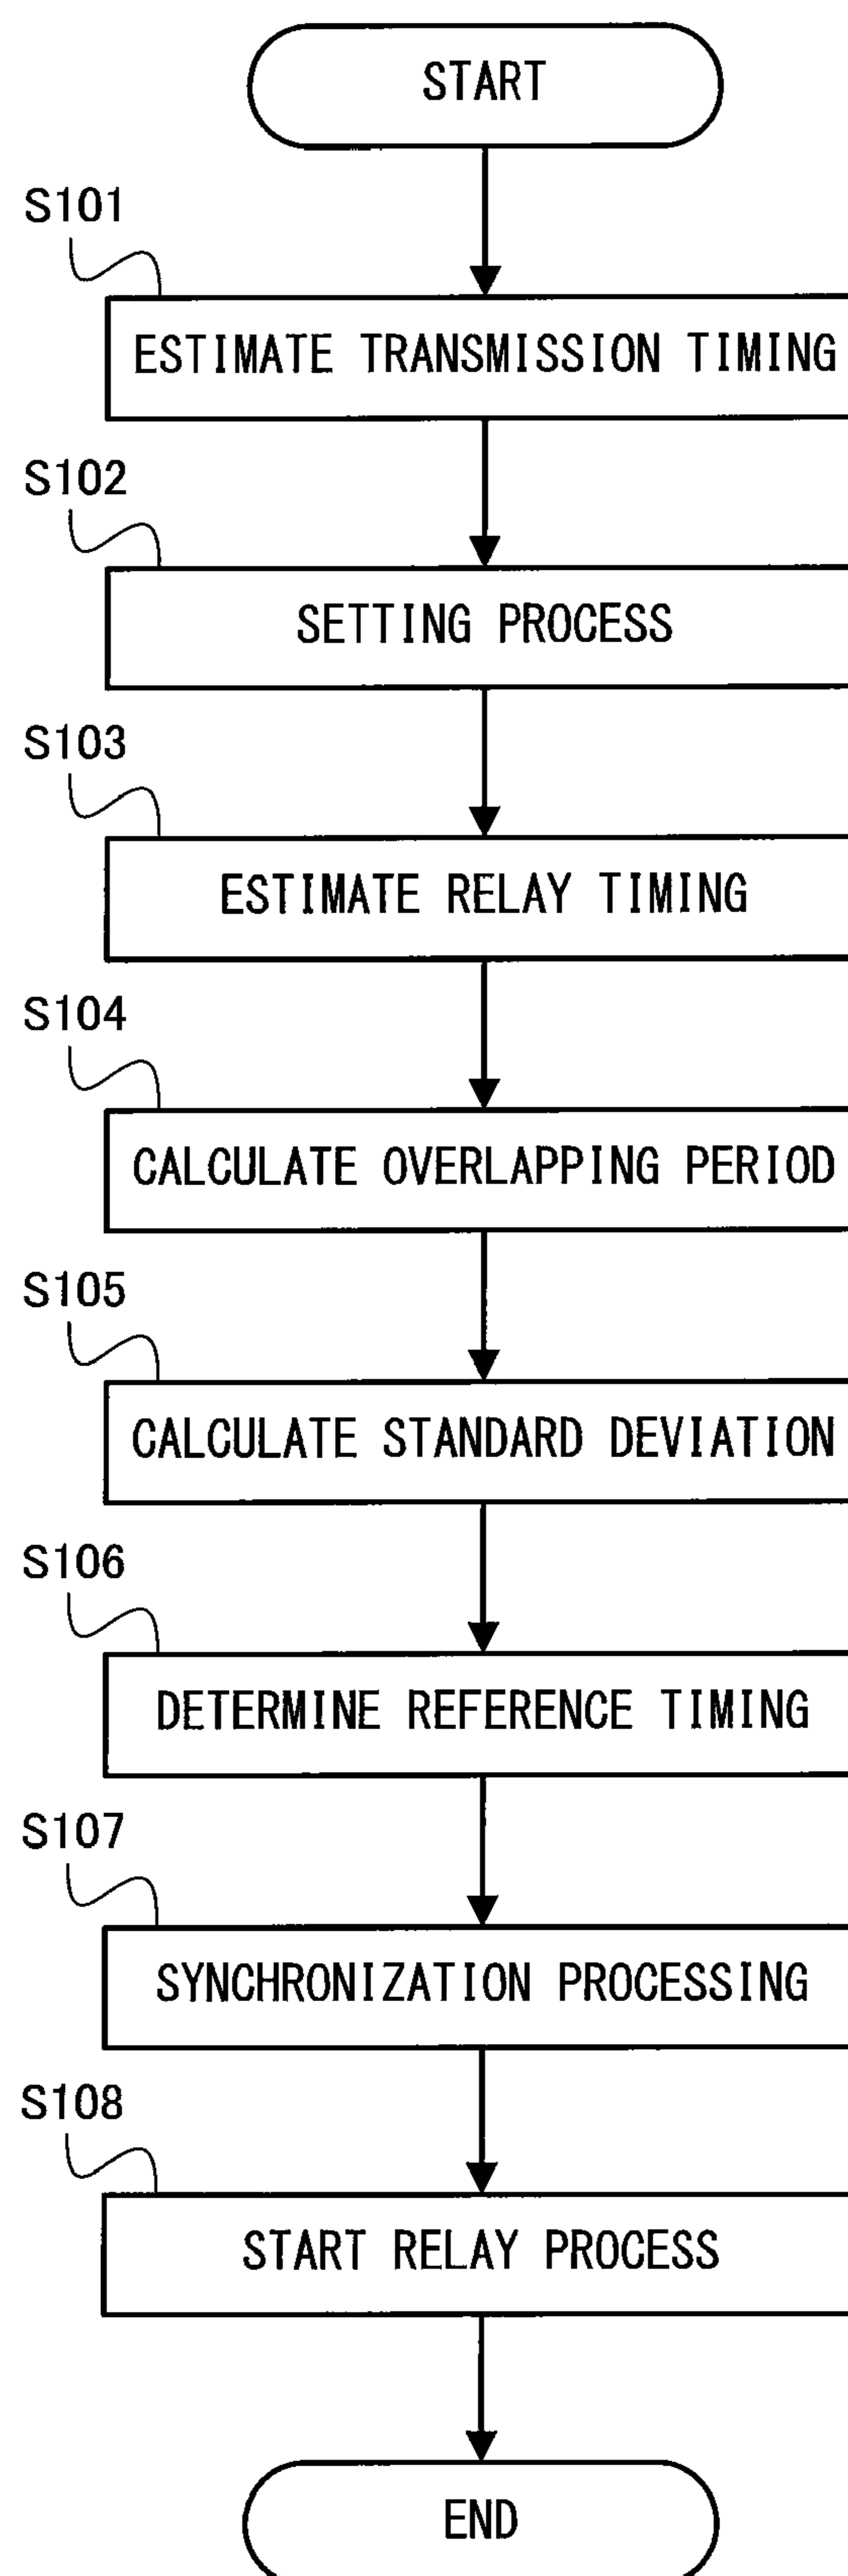 START
S101
ESTIMATE TRANSMISSION TIMING
S102
SETTING PROCESS
S103
ESTIMATE RELAY TIMING
S104
CALCULATE OVERLAPPING PERIOD
S105
CALCULATE STANDARD DEVIATION
S106
DETERMINE REFERENCE TIMING
S107
SYNCHRONIZATION PROCESSING
S108
START RELAY PROCESS
END